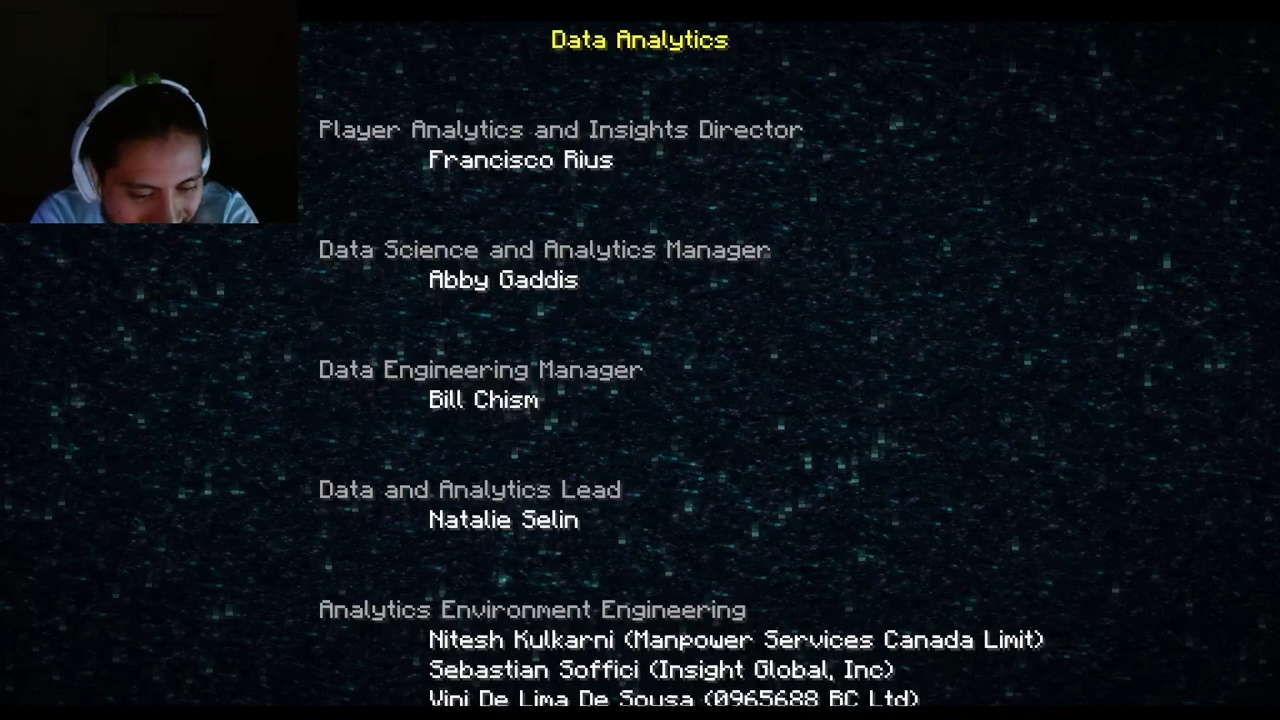 Data Analytics
Player Analytics and Insights Director
Francisco Rius
Data Science and Analytics Manager
Abby Gaddis
Data Engineering Manager
Bill Chism
Data and Analytics Lead
Natalie Selin
Analytics Environment Engineering
Nitesh Kulkarni (Manpower Services Canada Limit)
Sebastian Soffici (Insight Global, Inc)
Vini De Lima De Sousa (0965688 BC Ltd)